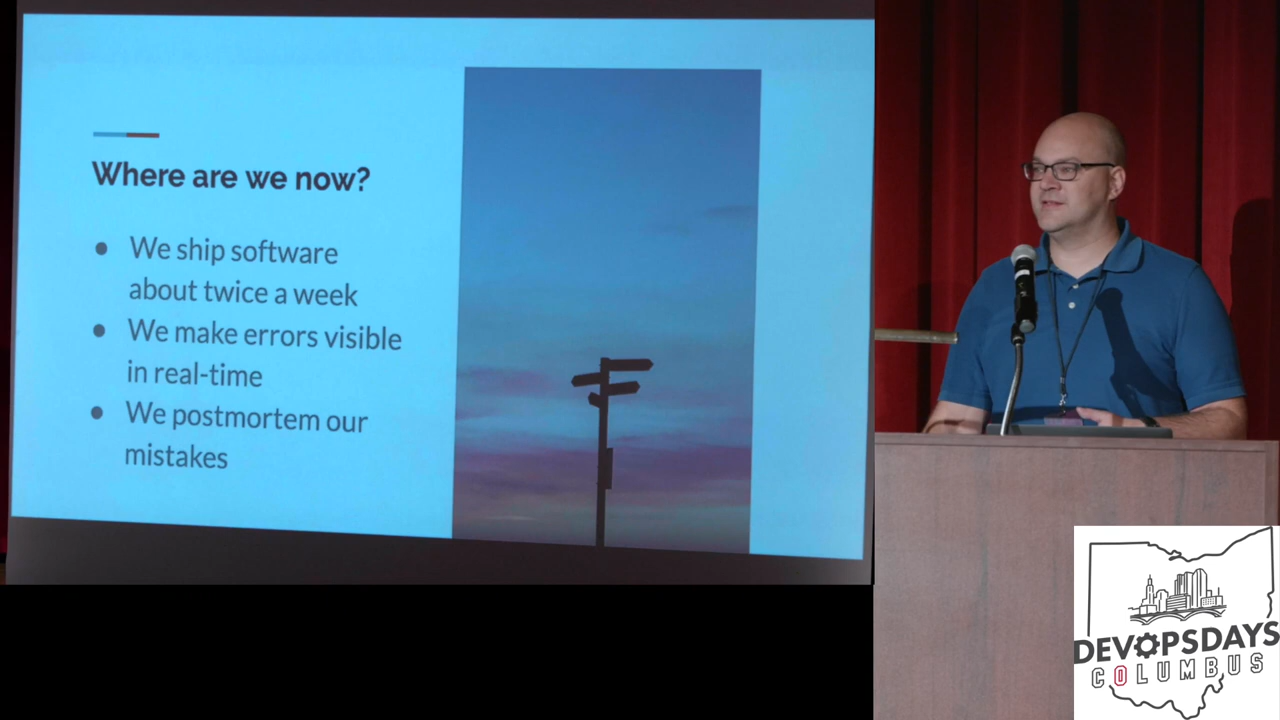 Where are we now?
● We ship software
about twice a week
● We make errors visible
in real-time
● We postmortem our
mistakes
DEVOPSDAYS
COLUMBUS